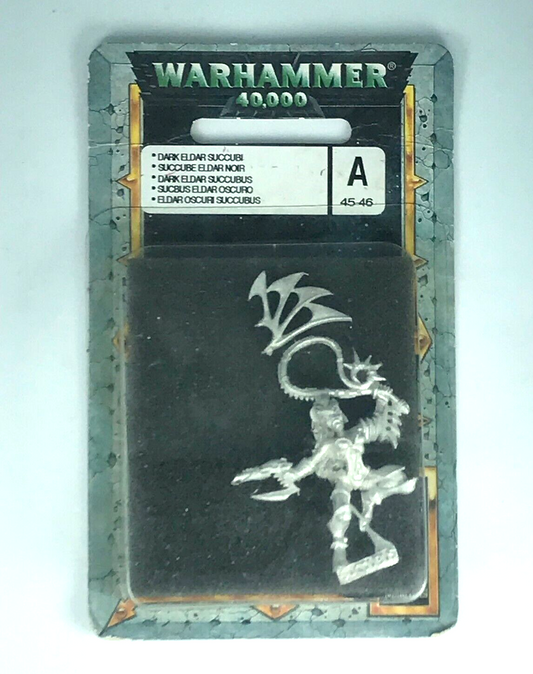 WARHAMMER®
40,000
• DARK ELDAR SUCCUBI
• SUCCUBE ELDAR NOIR
• DARK ELDAR SUCCUBUS
• SUCBUS ELDAR OSCURO
• ELDAR OSCURI SUCCUBUS
A
45-46